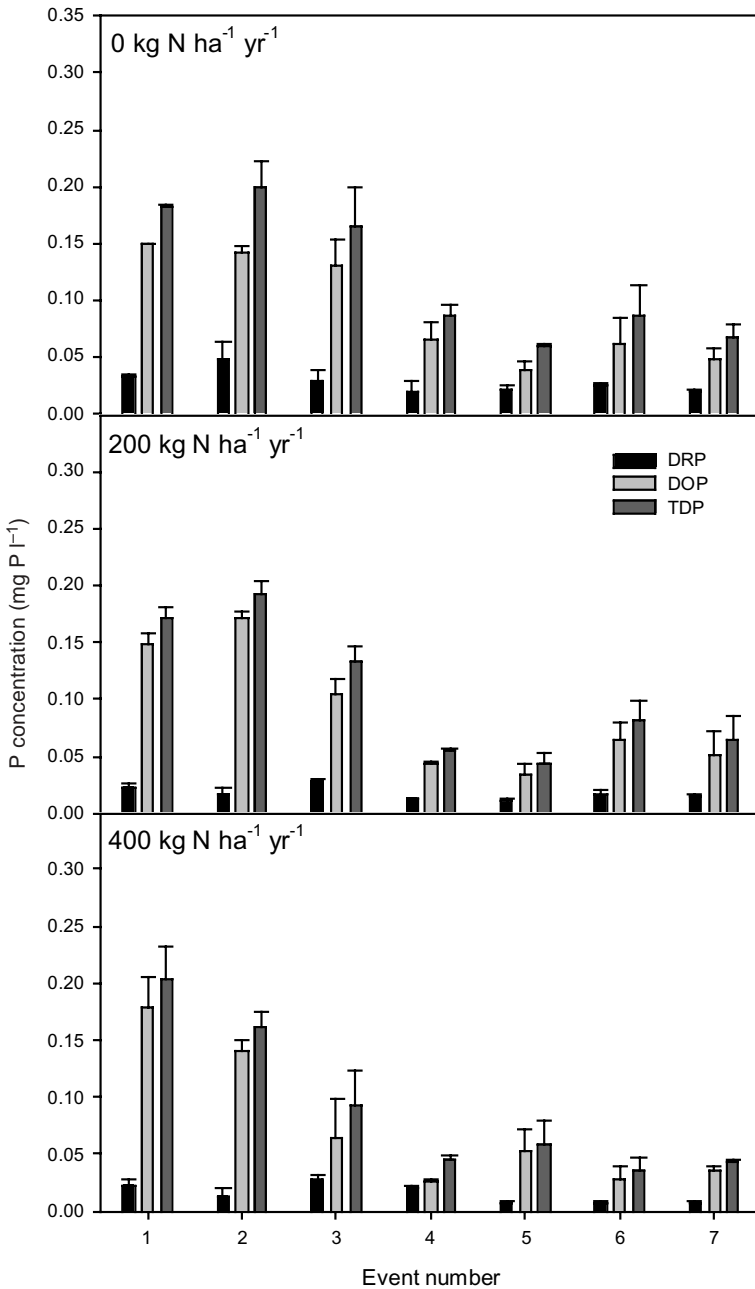 0.35
0 kg N ha⁻¹ yr⁻¹
0.30
0.25
0.20
0.15
0.10
0.05
0.00
200 kg N ha⁻¹ yr⁻¹
0.30
0.25
0.20
0.15
0.10
0.05
0.00
DRP
DOP
TDP
P concentration (mg P l⁻¹)
400 kg N ha⁻¹ yr⁻¹
0.30
0.25
0.20
0.15
0.10
0.05
0.00
1 2 3 4 5 6 7
Event number